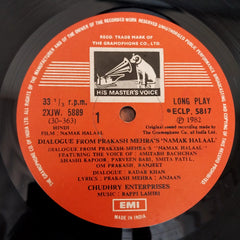 REGD. TRADE MARK OF
THE GRAMOPHONE CO. LTD.
HIS MASTER'S VOICE
33 1/3 r.p.m.
LONG PLAY
2XJW. 5889
1
ECLP. 5817
(30-363)
℗ 1982
HINDI
FILM: NAMAK HALAAL
Original sound recording made by
The Gramophone Co. of India Ltd.
DIALOGUE FROM PRAKASH MEHRA'S "NAMAK HALAAL"
DIALOGUE FROM PRAKASH MEHRA'S "NAMAK HALAAL"
FEATURING THE VOICE OF: AMITABH BACHCHAN
SHASHI KAPOOR, PARVEEN BABI, SMITA PATIL,
OM PRAKASH, RANJEET
DIALOGUE: KADAR KHAN
LYRICS: PRAKASH MEHRA; ANJAAN
CHUDHRY ENTERPRISES
MUSIC: BAPPI LAHIRI
EMI
MADE IN INDIA